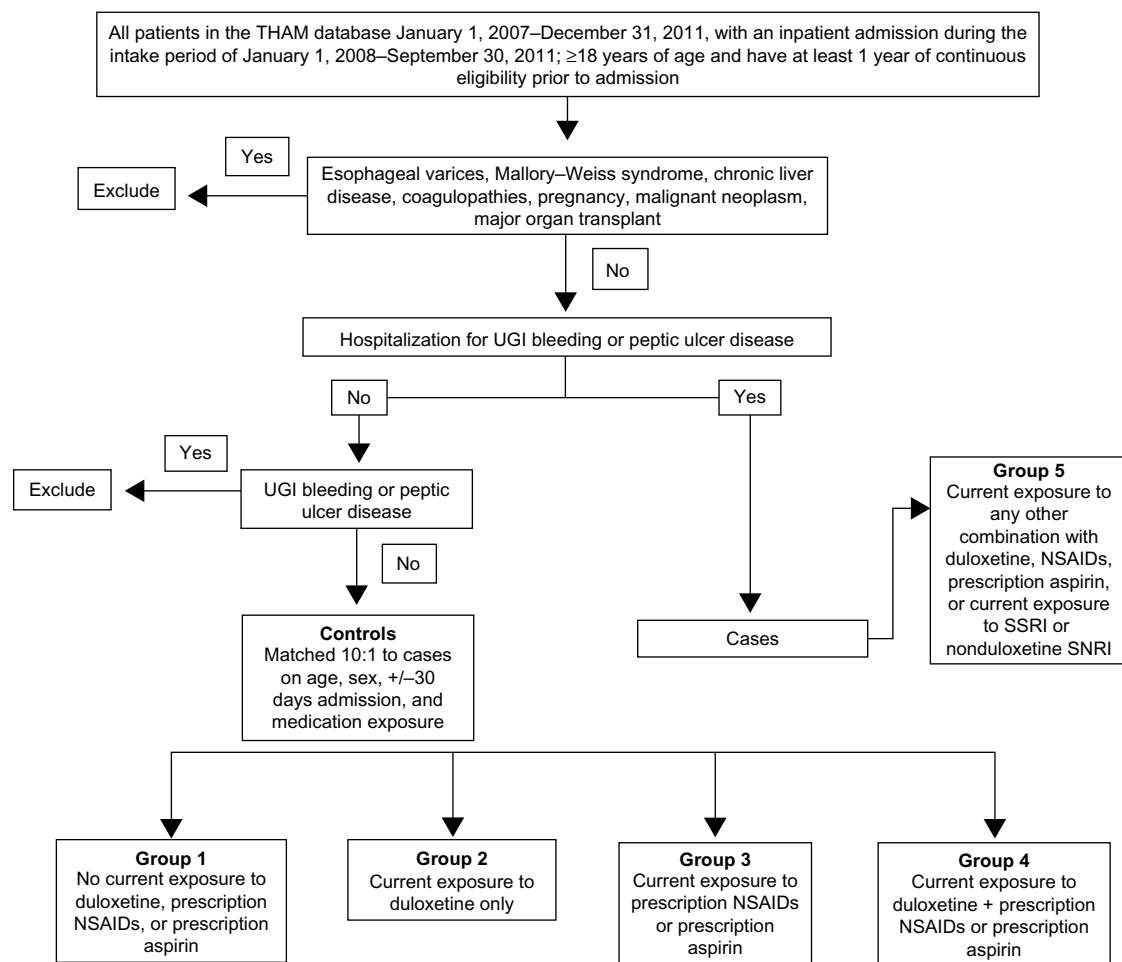 All patients in the THAM database January 1, 2007–December 31, 2011, with an inpatient admission during the
intake period of January 1, 2008–September 30, 2011; ≥18 years of age and have at least 1 year of continuous
eligibility prior to admission
Yes
Exclude
Esophageal varices, Mallory–Weiss syndrome, chronic liver
disease, coagulopathies, pregnancy, malignant neoplasm,
major organ transplant
No
Hospitalization for UGI bleeding or peptic ulcer disease
No
Yes
Yes
Exclude
UGI bleeding or peptic
ulcer disease
No
Group 5
Current exposure to
any other
combination with
duloxetine, NSAIDs,
prescription aspirin,
or current exposure
to SSRI or
nonduloxetine SNRI
Controls
Matched 10:1 to cases
on age, sex, +/–30
days admission, and
medication exposure
Cases
Group 1
No current exposure to
duloxetine, prescription
NSAIDs, or prescription
aspirin
Group 2
Current exposure to
duloxetine only
Group 3
Current exposure to
prescription NSAIDs
or prescription
aspirin
Group 4
Current exposure to
duloxetine + prescription
NSAIDs or prescription
aspirin